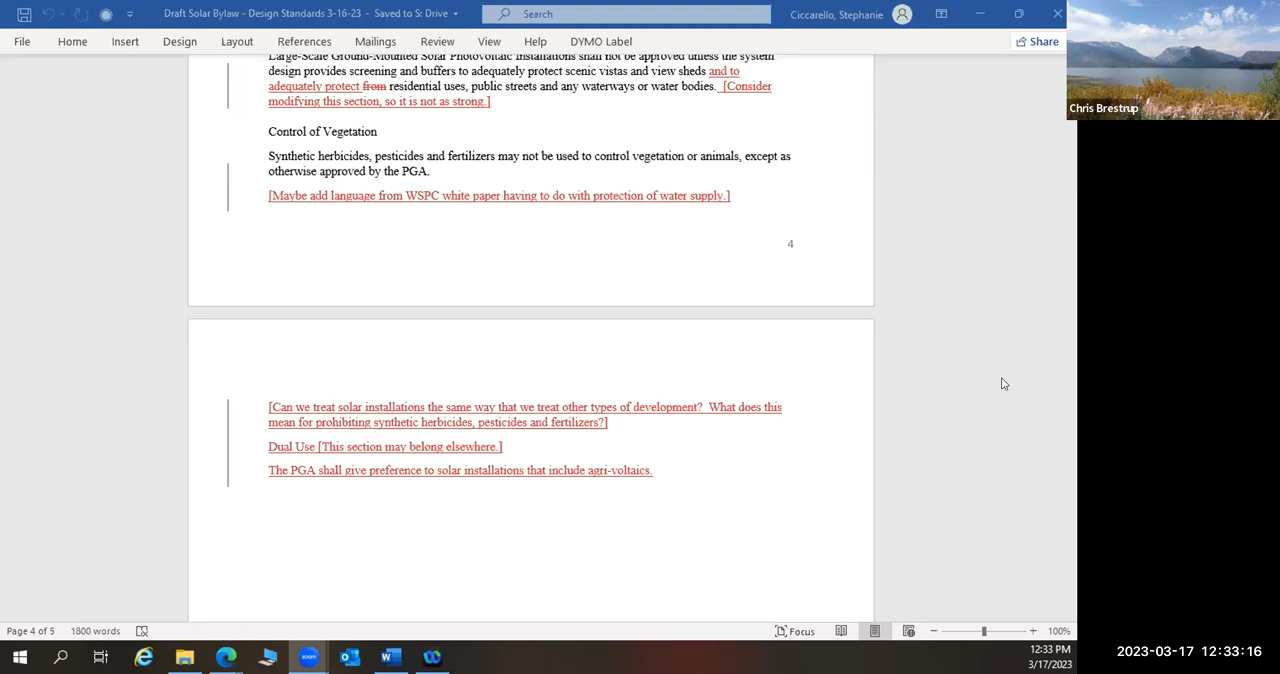 Draft Solar Bylaw - Design Standards 3-16-23 - Saved to S: Drive
Search
Ciccarello, Stephanie
File Home Insert Design Layout References Mailings Review View Help DYMO Label Share
Large-Scale Ground-Mounted Solar Photovoltaic Installations shall not be approved unless the system
design provides screening and buffers to adequately protect scenic vistas and view sheds and to
adequately protect from residential uses, public streets and any waterways or water bodies. [Consider
modifying this section, so it is not as strong.]
Control of Vegetation
Synthetic herbicides, pesticides and fertilizers may not be used to control vegetation or animals, except as
otherwise approved by the PGA.
[Maybe add language from WSPC white paper having to do with protection of water supply.]
4
[Can we treat solar installations the same way that we treat other types of development? What does this
mean for prohibiting synthetic herbicides, pesticides and fertilizers?]
Dual Use [This section may belong elsewhere.]
The PGA shall give preference to solar installations that include agri-voltaics.
Page 4 of 5 1800 words Focus 100%
12:33 PM
3/17/2023
Chris Brestrup
2023-03-17 12:33:16